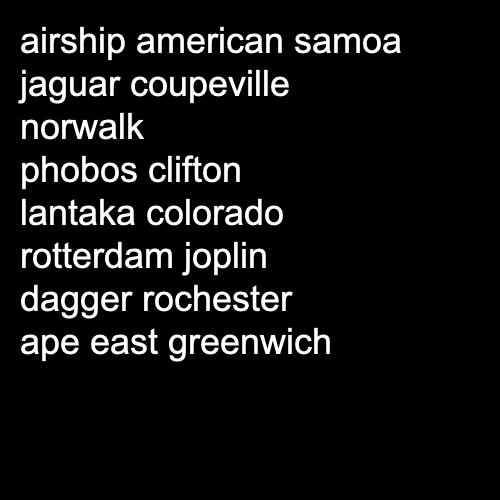 airship american samoa
jaguar coupeville
norwalk
phobos clifton
lantaka colorado
rotterdam joplin
dagger rochester
ape east greenwich